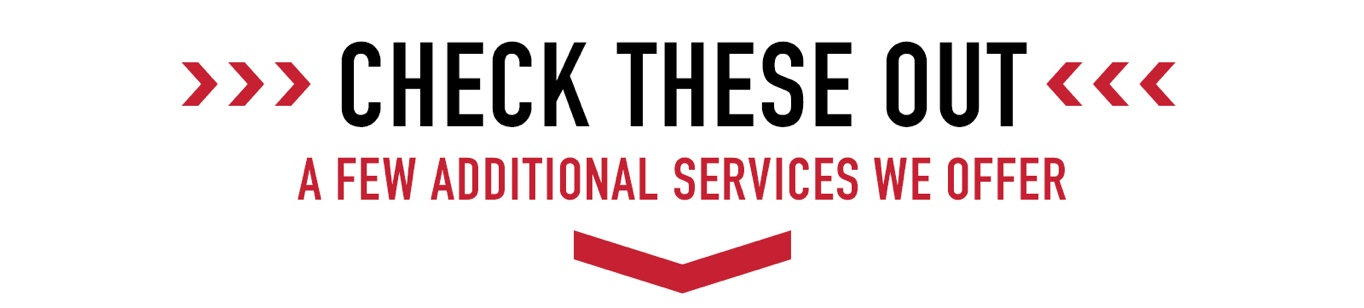 CHECK THESE OUT
A FEW ADDITIONAL SERVICES WE OFFER